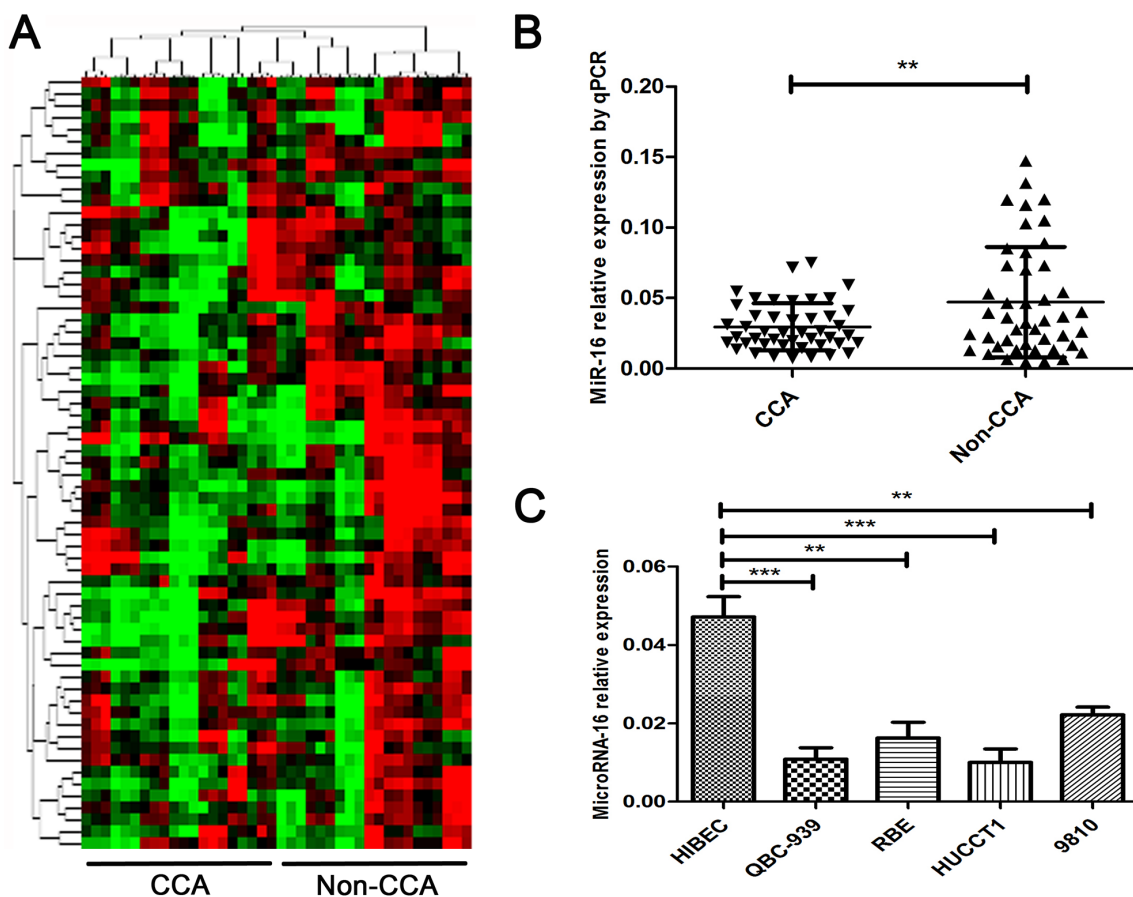 A
CCA
Non-CCA
B
MiR-16 relative expression by qPCR
0.20
0.15
0.10
0.05
0.00
**
CCA
Non-CCA
C
MicroRNA-16 relative expression
0.06
0.04
0.02
0.00
**
***
**
***
HIBEC
QBC-939
RBE
HUCCT1
9810